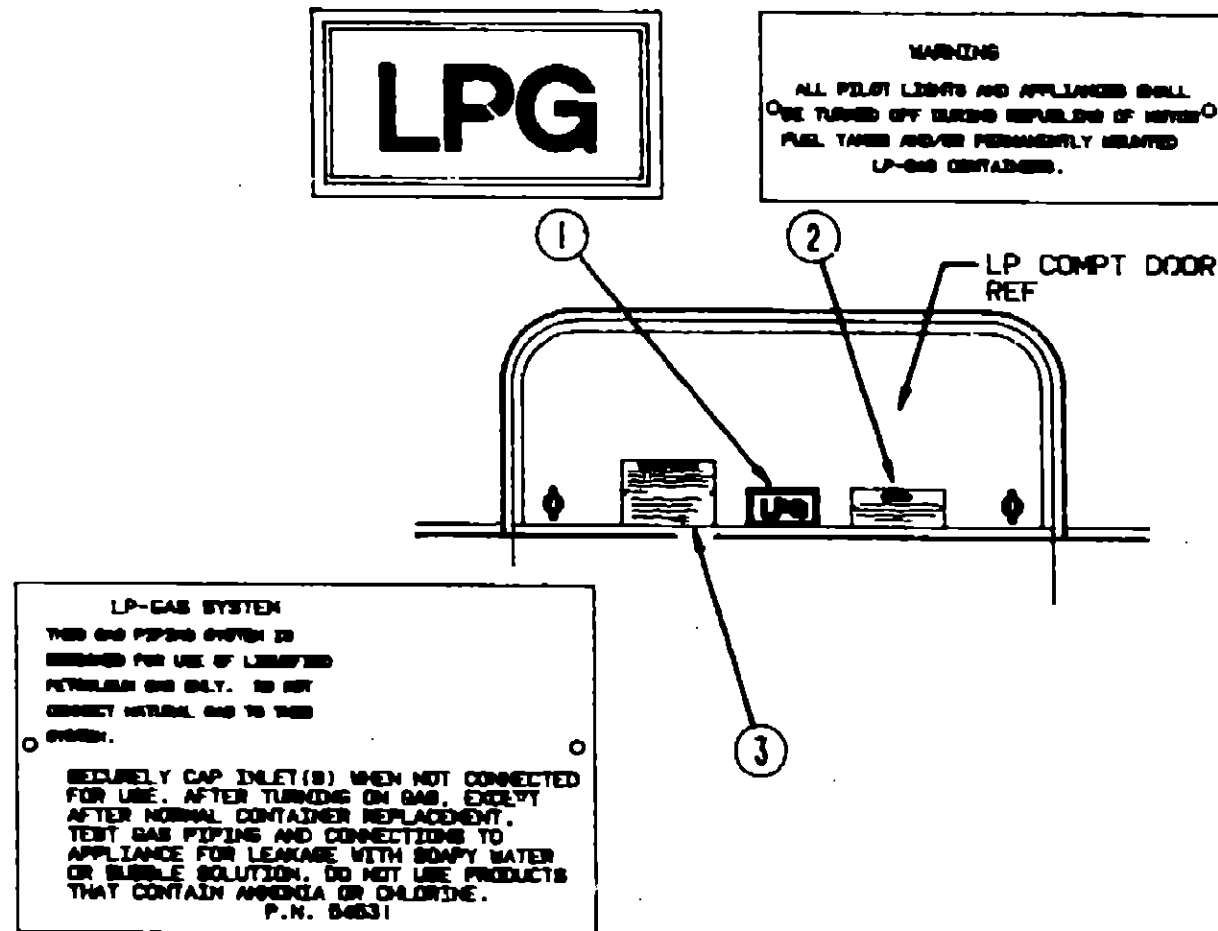 LPG
WARNING
ALL PILOT LIGHTS AND APPLIANCES SHALL
BE TURNED OFF DURING REFUELING OF MOTOR
FUEL TANKS AND/OR PERMANENTLY MOUNTED
LP-GAS CONTAINERS.
1
2
LP COMPT DOOR
REF
LPG
3
LP-GAS SYSTEM
THIS GAS PIPING SYSTEM IS
DESIGNED FOR USE OF LIQUEFIED
PETROLEUM GAS ONLY. DO NOT
CONNECT NATURAL GAS TO THIS
SYSTEM.
SECURELY CAP INLET(S) WHEN NOT CONNECTED
FOR USE. AFTER TURNING ON GAS, EXCEPT
AFTER NORMAL CONTAINER REPLACEMENT.
TEST GAS PIPING AND CONNECTIONS TO
APPLIANCE FOR LEAKAGE WITH SOAPY WATER
OR BUBBLE SOLUTION. DO NOT USE PRODUCTS
THAT CONTAIN AMMONIA OR CHLORINE.
P.N.